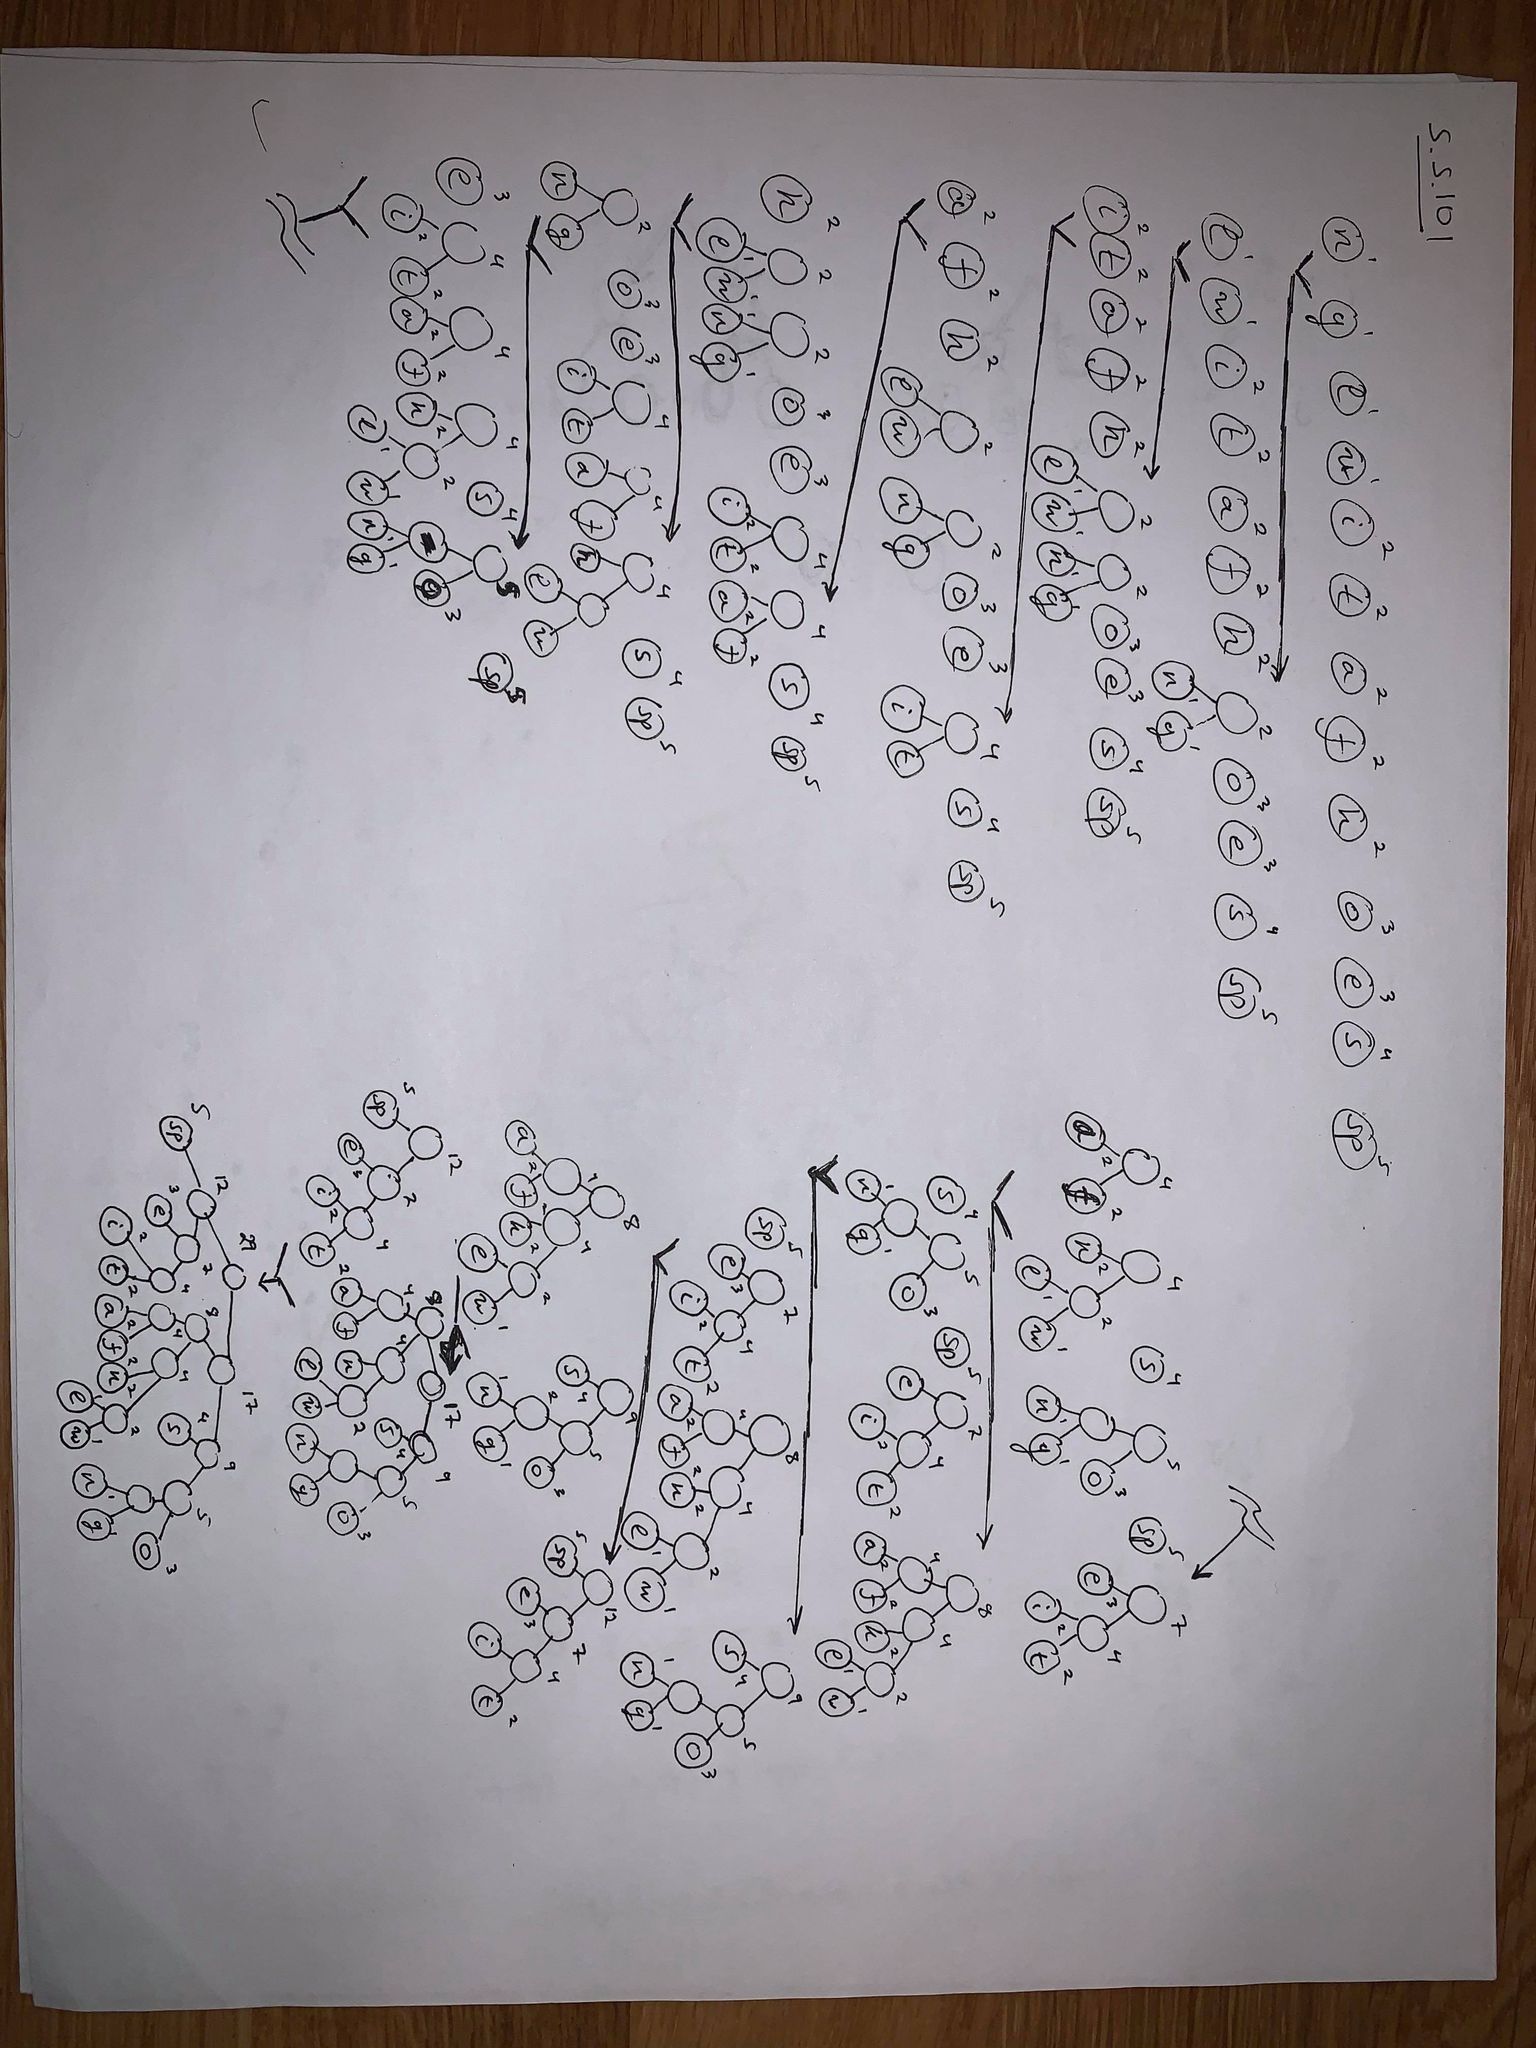 5.5.101
n 1 g 1 l 1 w 1 i 2 t 2 a 2 f 2 h 2 o 3 e 3 s 4 sp 5
l 1 w 1 i 2 t 2 a 2 f 2 h 2 2 o 3 e 3 s 4 sp 5
n 1 g 1
i 2 t 2 a 2 f 2 h 2 2 2 o 3 e 3 s 4 sp 5
l 1 w 1 n 1 g 1
a 2 f 2 h 2 2 2 o 3 e 3 4 s 4 sp 5
l w n g i t
h 2 2 2 o 3 e 3 4 4 s 4 sp 5
l 1 w 1 n 1 g 1 i 2 t 2 a 2 f 2
2 o 3 e 3 4 4 4 s 4 sp 5
n g i t a f h
l w
e 3 4 4 4 s 4 5 sp 5
i 2 t 2 a 2 f 2 h 2 2 o 3
l 1 w 1 n 1 g 1
4 4 s 4 5 sp 5 7
a 2 f 2 h 2 2 n 1 g 1 o 3 e 3 4
l 1 w 1 i 2 t 2
s 4 5 sp 5 7 8
n 1 g 1 o 3 e 4 4 4
i 2 t 2 a 2 f 2 h 2 2
l 1 w 1
sp 5 7 8 9
e 3 4 4 4 s 4 5
i 2 t 2 a 2 f 2 h 2 2 n 1 g 1 o 3
l 1 w 1
8 9 12
4 4 s 4 5 sp 5 7
a 2 f h 2 2 2 o 3 e 3 4
l w 1 n 1 g 1 i t 2
12 17
sp 5 7 8 9
e 3 4 4 4 s 4 5
i 2 t 2 a f h 2 o 3
l w n g
29
12 17
sp 5 7 9
e 3 4 4 4 s 4 5
i 2 t 2 a 2 f 2 h 2 2 o 3
l w 1 n 1 g 1